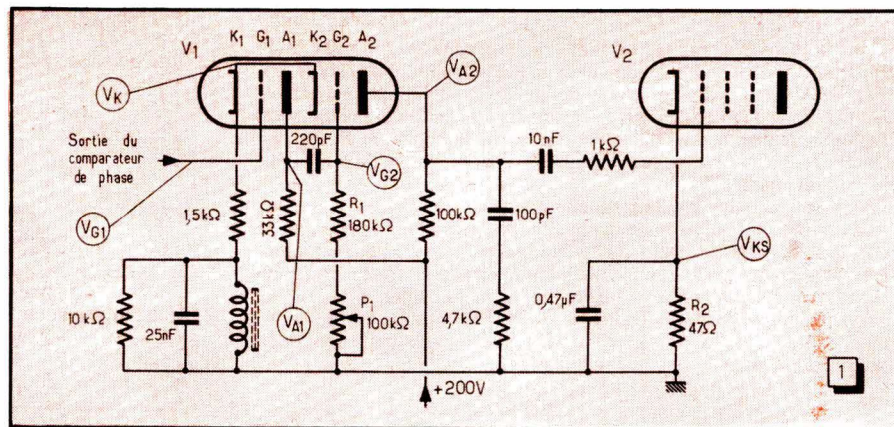 V1 K1 G1 A1 K2 G2 A2 V2
VK
VA2
Sortie du
comparateur
de phase
220pF
10nF
1kΩ
VG2
VG1
1,5kΩ
33kΩ
R1
180kΩ
100kΩ
100pF
VKS
10kΩ
25nF
VA1
P1
100kΩ
4,7kΩ
0,47µF
R2
47Ω
+200V
1